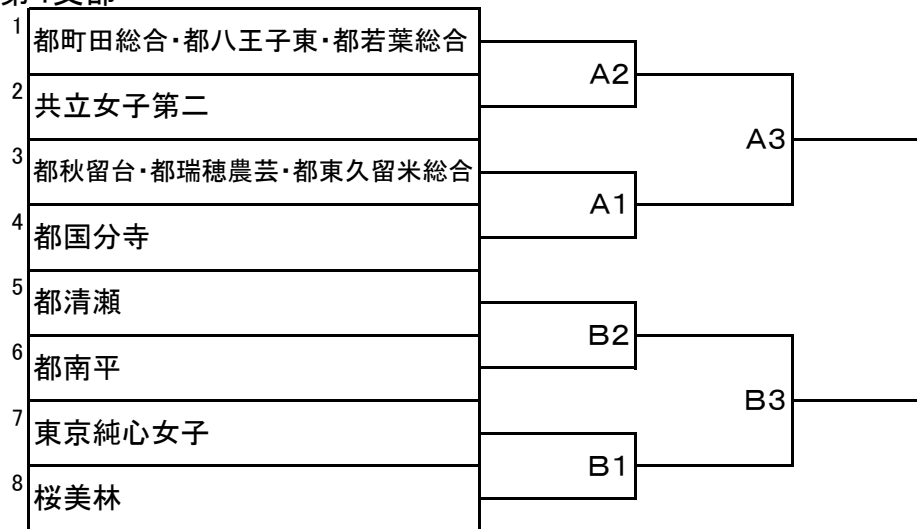 1 都町田総合・都八王子東・都若葉総合
2 共立女子第二
3 都秋留台・都瑞穂農芸・都東久留米総合
4 都国分寺
5 都清瀬
6 都南平
7 東京純心女子
8 桜美林
A2
A3
A1
B2
B3
B1